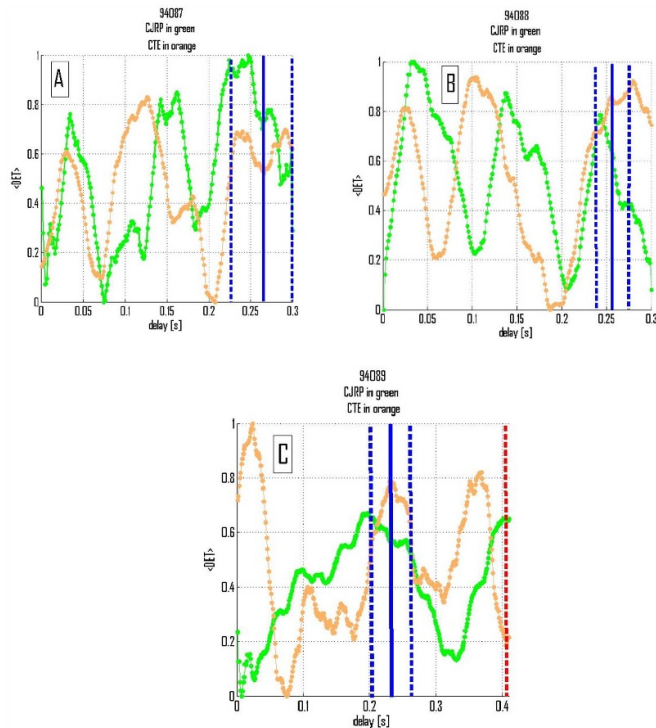 94087
CJRP in green
CTE in orange
A
<DET>
1
0.8
0.6
0.4
0.2
0
0 0.05 0.1 0.15 0.2 0.25 0.3
delay [s]
94088
CJRP in green
CTE in orange
B
<DET>
1
0.8
0.6
0.4
0.2
0
0 0.05 0.1 0.15 0.2 0.25 0.3
delay [s]
94089
CJRP in green
CTE in orange
C
<DET>
1
0.8
0.6
0.4
0.2
0
0 0.1 0.2 0.3 0.4
delay [s]